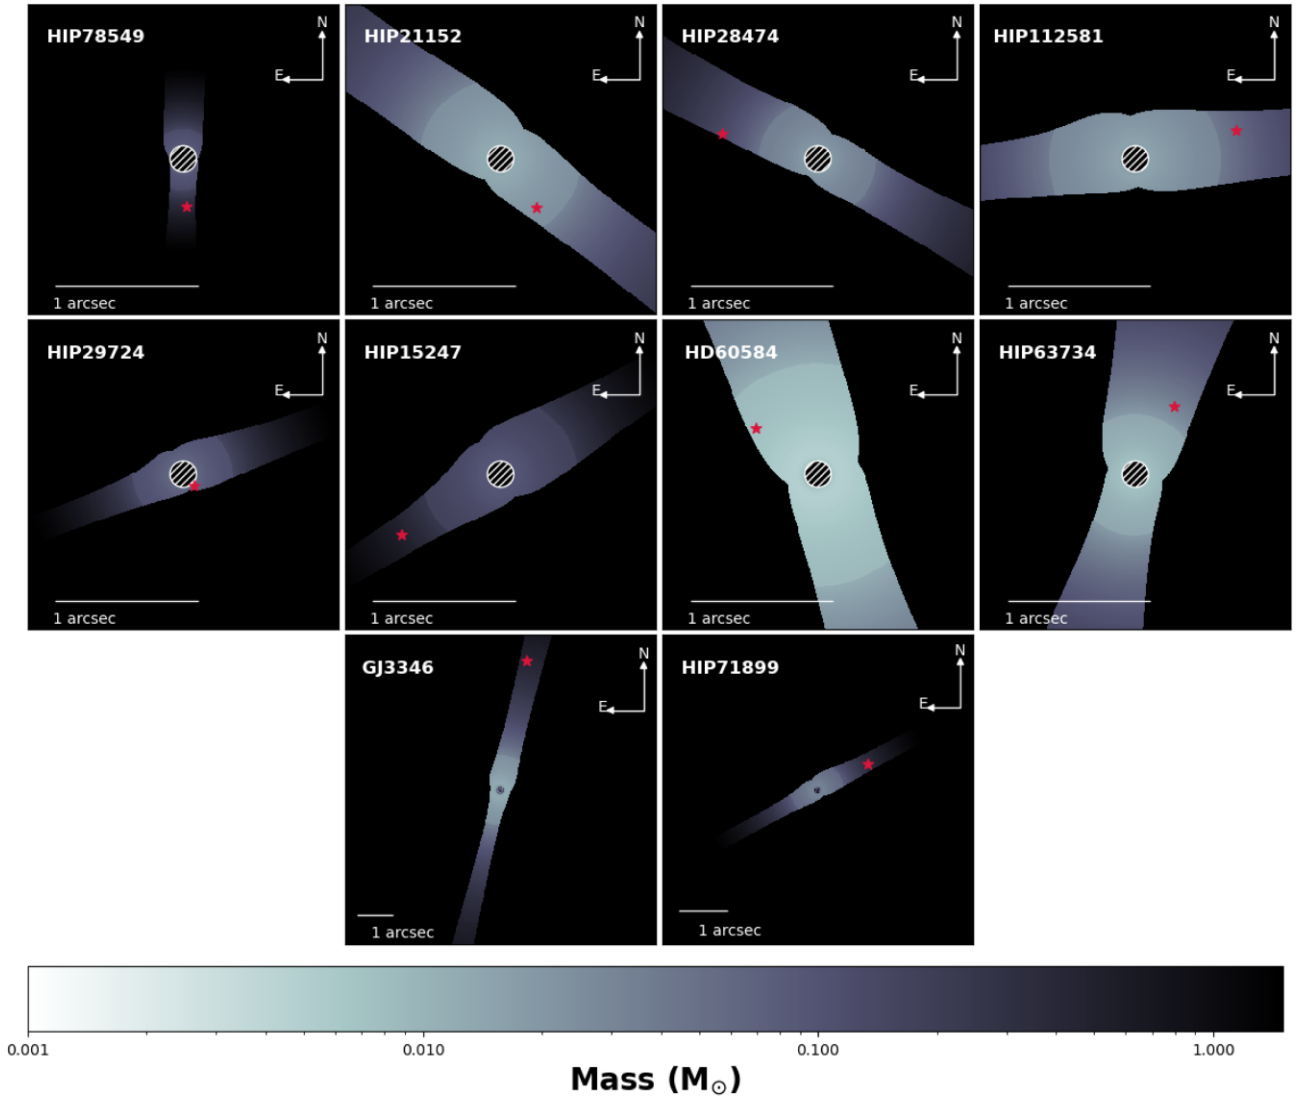 HIP78549
N
E
1 arcsec
HIP21152
N
E
1 arcsec
HIP28474
N
E
1 arcsec
HIP112581
N
E
1 arcsec
HIP29724
N
E
1 arcsec
HIP15247
N
E
1 arcsec
HD60584
N
E
1 arcsec
HIP63734
N
E
1 arcsec
GJ3346
N
E
1 arcsec
HIP71899
N
E
1 arcsec
0.001 0.010 0.100 1.000
Mass (M☉)